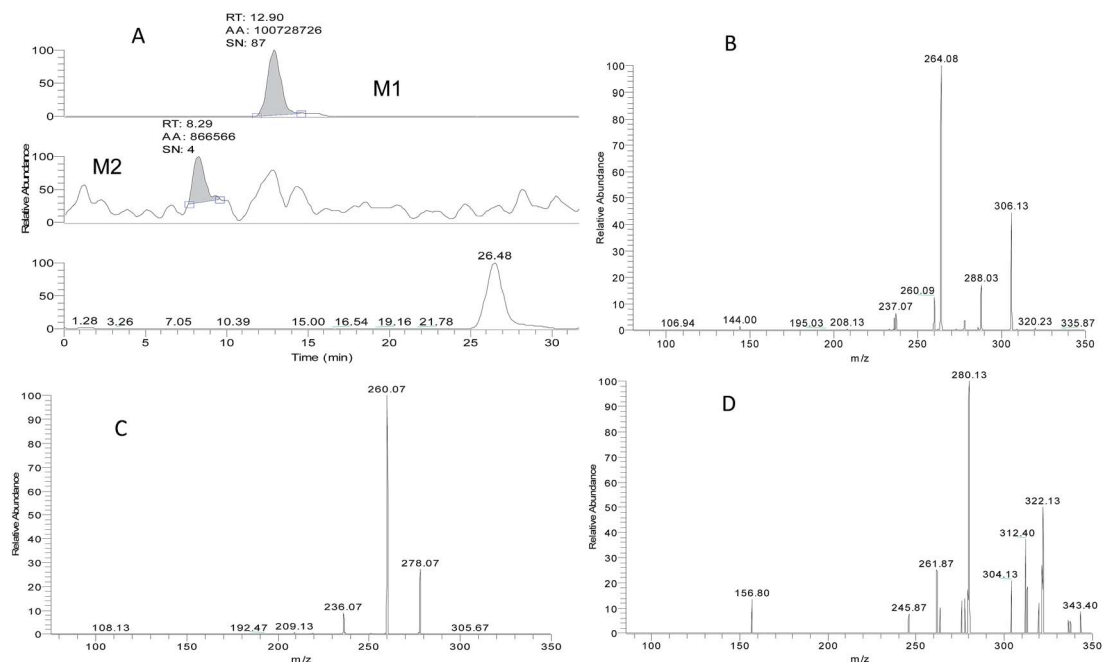 A
RT: 12.90
AA: 100728726
SN: 87
100
50
0
M1
RT: 8.29
AA: 866566
SN: 4
M2
100
50
0
Relative Abundance
26.48
100
50
0
1.28 3.26 7.05 10.39 15.00 16.54 19.16 21.78
0 5 10 15 20 25 30
Time (min)
B
264.08
306.13
288.03
260.09
237.07
106.94 144.00 195.03 208.13 320.23 335.87
100
90
80
70
60
50
40
30
20
10
0
Relative Abundance
100 150 200 250 300 350
m/z
C
260.07
278.07
236.07
108.13 192.47 209.13 305.67
100
90
80
70
60
50
40
30
20
10
0
Relative Abundance
100 150 200 250 300 350
m/z
D
280.13
322.13
312.40
304.13
261.87
156.80
245.87
343.40
100
90
80
70
60
50
40
30
20
10
0
Relative Abundance
100 150 200 250 300 350
m/z